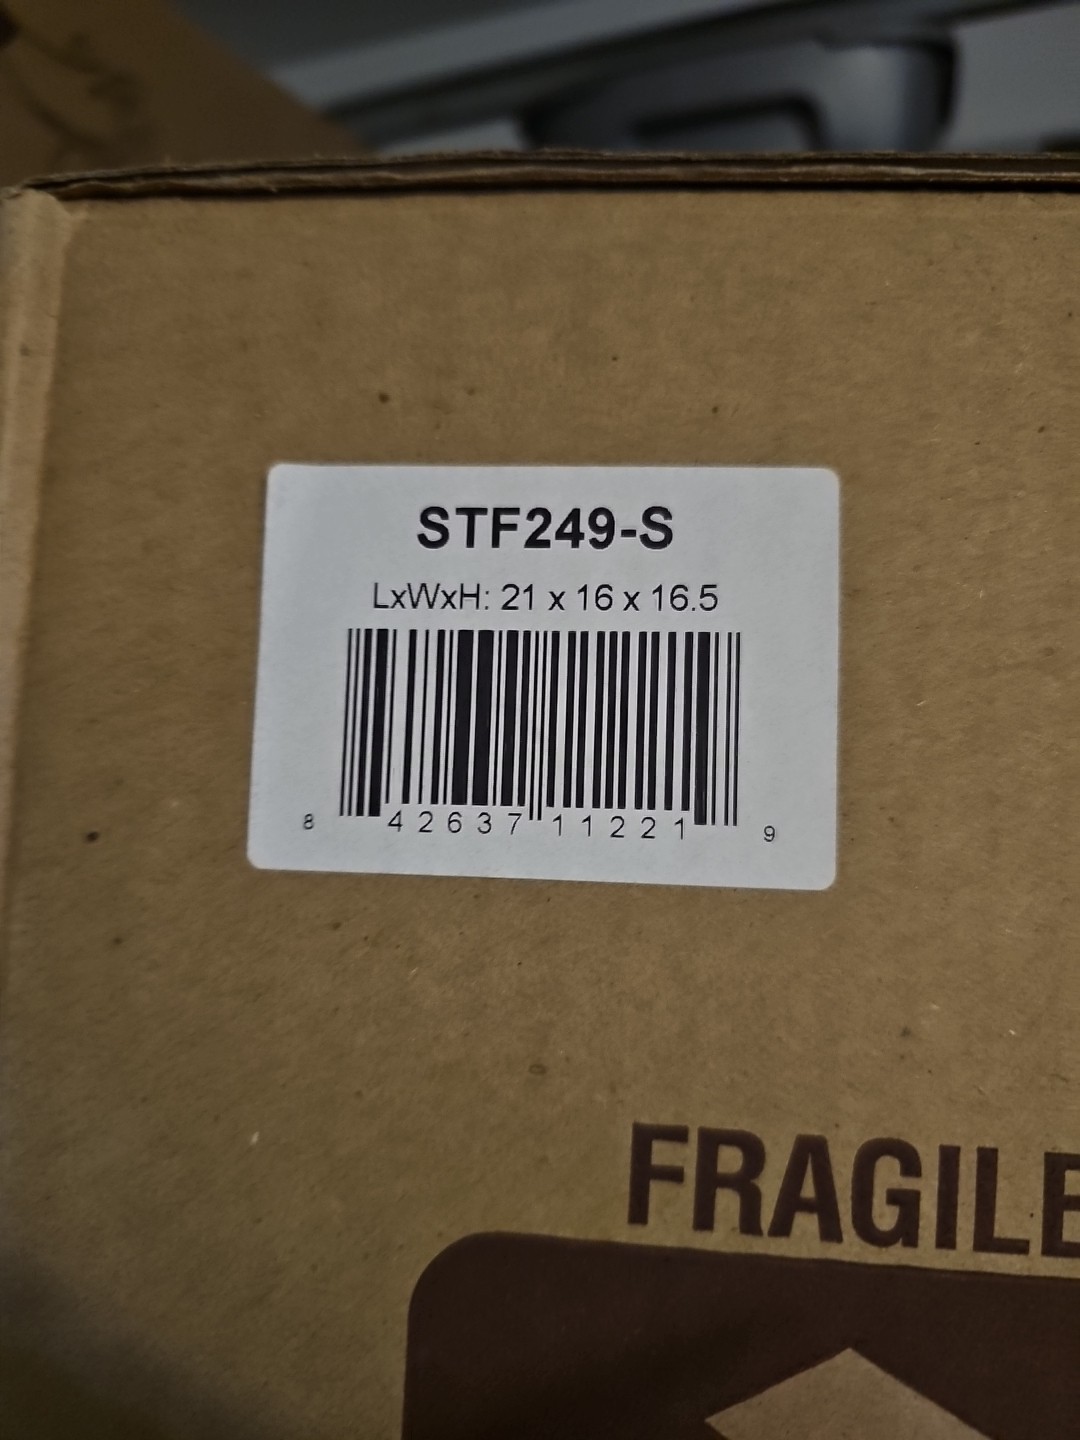 STF249-S
LxWxH: 21 x 16 x 16.5
8 42637 11221 9
FRAGILE